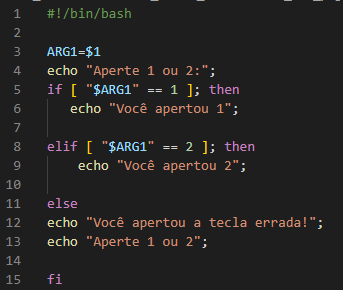 1 #!/bin/bash
2
3 ARG1=$1
4 echo "Aperte 1 ou 2:";
5 if [ "$ARG1" == 1 ]; then
6 echo "Você apertou 1";
7
8 elif [ "$ARG1" == 2 ]; then
9 echo "Você apertou 2";
10
11 else
12 echo "Você apertou a tecla errada!";
13 echo "Aperte 1 ou 2";
14
15 fi